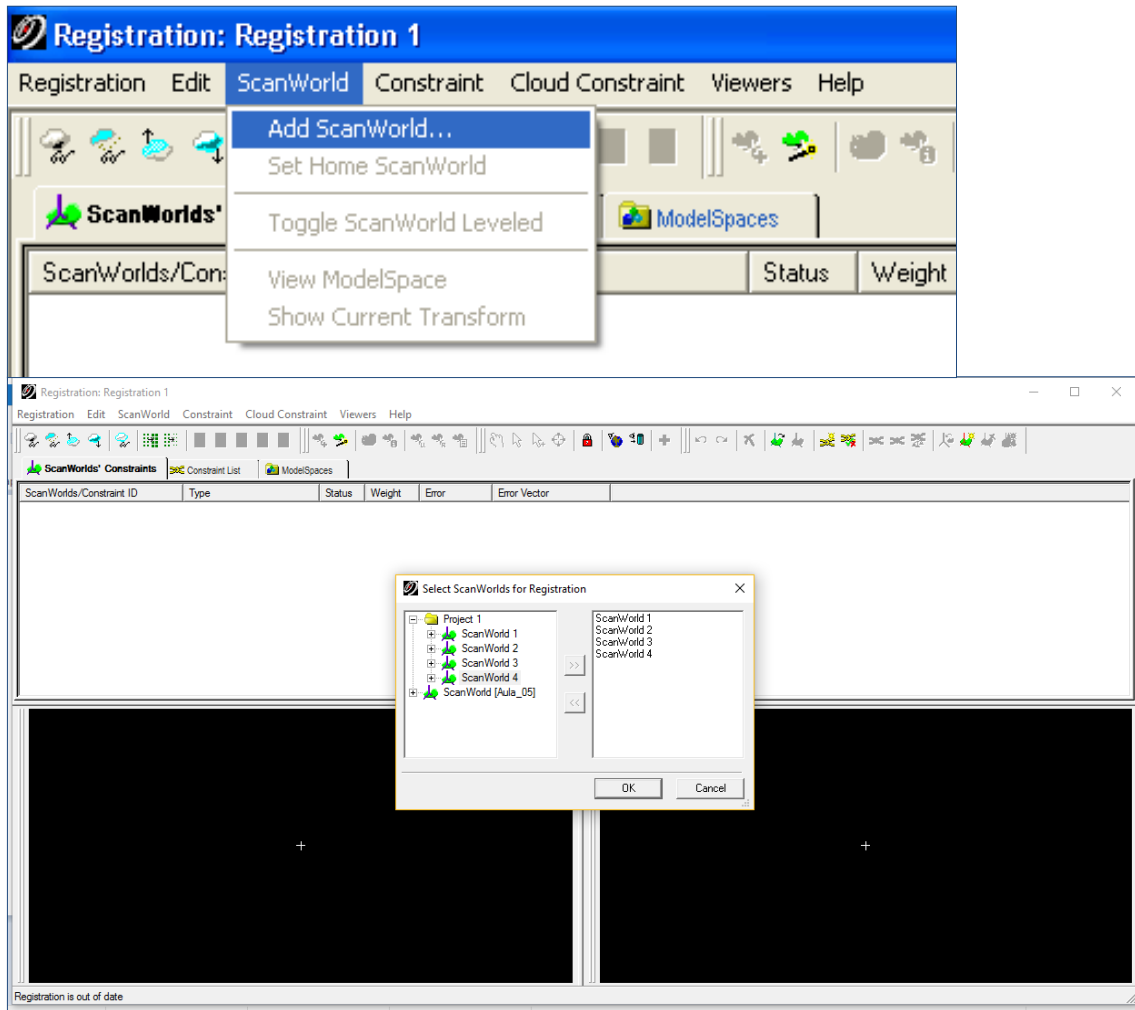 Registration: Registration 1
Registration Edit ScanWorld Constraint Cloud Constraint Viewers Help
Add ScanWorld...
Set Home ScanWorld
Toggle ScanWorld Leveled
View ModelSpace
Show Current Transform
ScanWorlds' ModelSpaces
ScanWorlds/Con Status Weight
Registration: Registration 1
Registration Edit ScanWorld Constraint Cloud Constraint Viewers Help
ScanWorlds' Constraints Constraint List ModelSpaces
ScanWorlds/Constraint ID Type Status Weight Error Error Vector
Select ScanWorlds for Registration
Project 1
ScanWorld 1
ScanWorld 2
ScanWorld 3
ScanWorld 4
ScanWorld [Aula_05]
>>
<<
ScanWorld 1
ScanWorld 2
ScanWorld 3
ScanWorld 4
OK Cancel
Registration is out of date